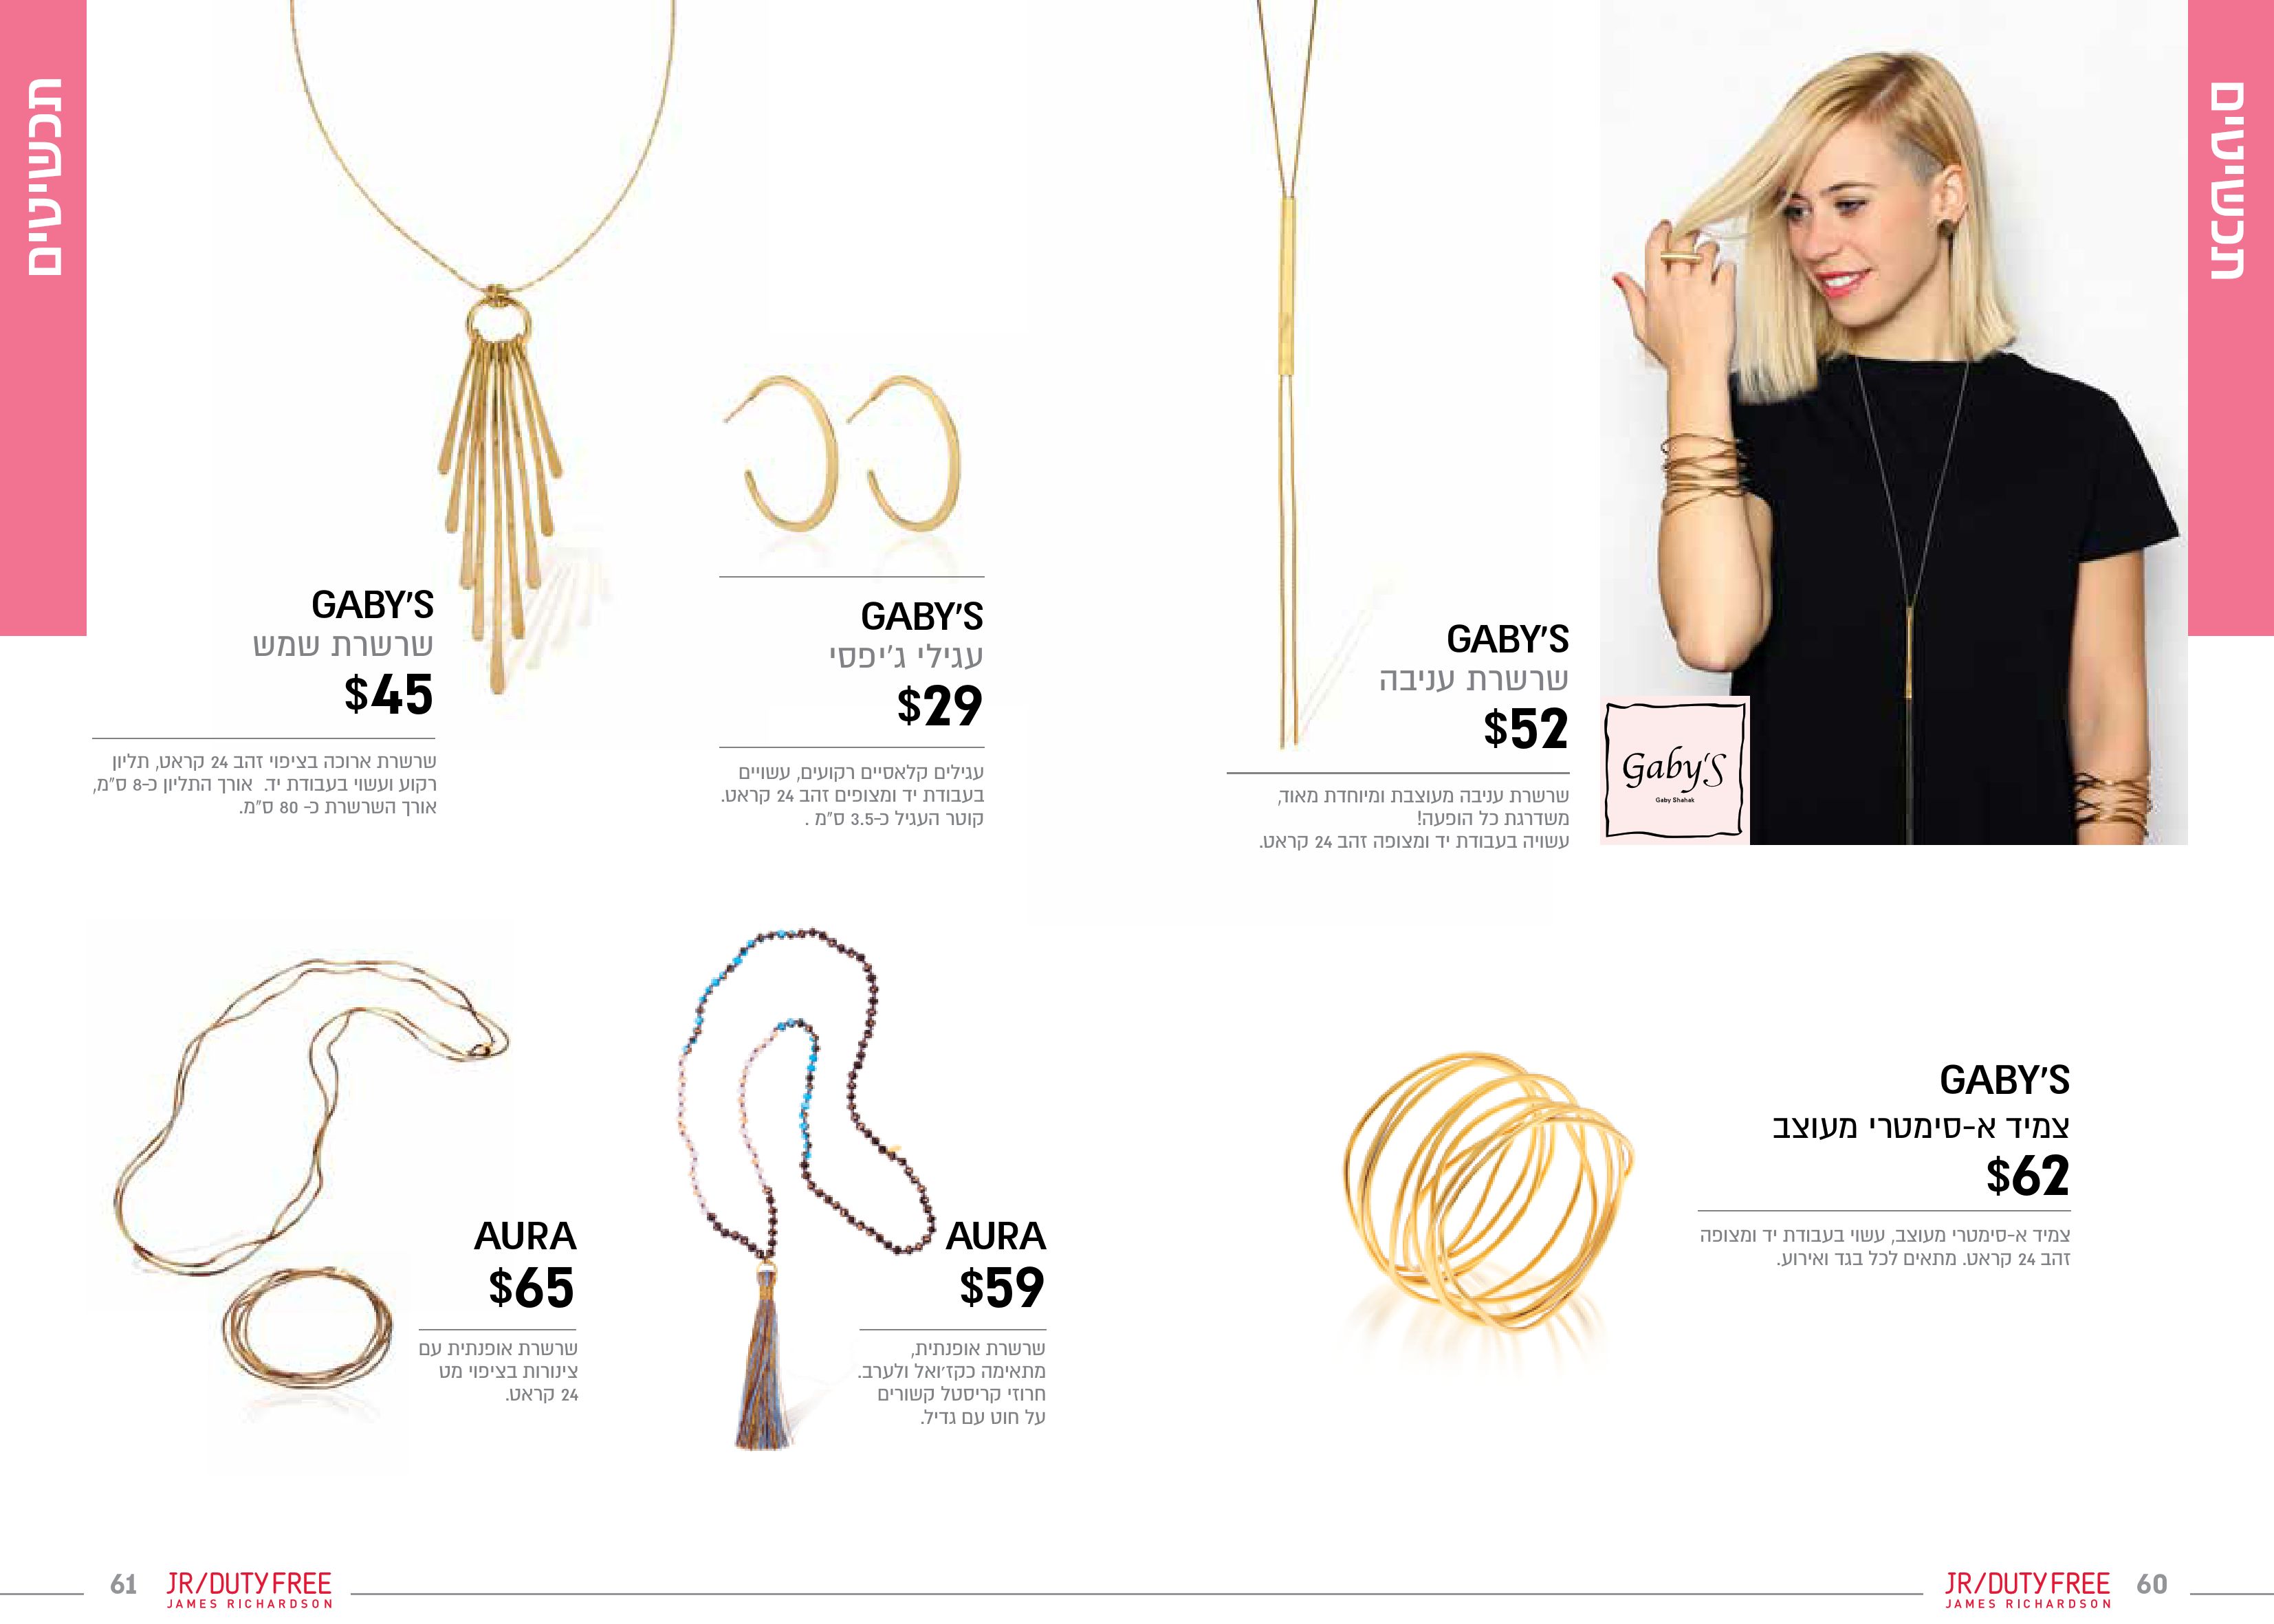 תכשיטים
GABY'S
שרשרת עניבה
$52
שרשרת עניבה מעוצבת ומיוחדת מאוד,
משדרגת כל הופעה!
עשויה בעבודת יד ומצופה זהב 24 קראט.
Gaby'S
Gaby Shahak
GABY'S
צמיד א-סימטרי מעוצב
$62
צמיד א-סימטרי מעוצב, עשוי בעבודת יד ומצופה
זהב 24 קראט. מתאים לכל בגד ואירוע.
60
JR/DUTY FREE
JAMES RICHARDSON
תכשיטים
GABY'S
עגילי ג'יפסי
$29
עגילים קלאסיים רקועים, עשויים
בעבודת יד ומצופים זהב 24 קראט.
קוטר העגיל כ-3.5 ס"מ .
GABY'S
שרשרת שמש
$45
שרשרת ארוכה בציפוי זהב 24 קראט, תליון
רקוע ועשוי בעבודת יד. אורך התליון כ-8 ס"מ,
אורך השרשרת כ- 80 ס"מ.
AURA
$59
שרשרת אופנתית,
מתאימה כקז'ואל ולערב.
חרוזי קריסטל קשורים
על חוט עם גדיל.
AURA
$65
שרשרת אופנתית עם
צינורות בציפוי מט
24 קראט.
61
JR/DUTY FREE
JAMES RICHARDSON